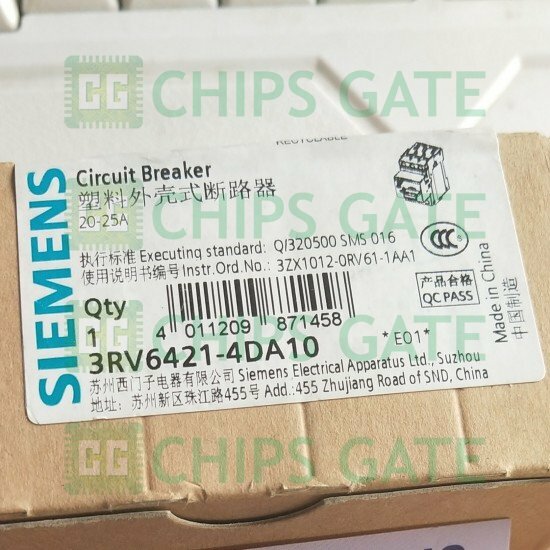 CG CHIPS GATE
RECYCLABLE
SIEMENS
Circuit Breaker
塑料外壳式断路器
20-25A
执行标准 Executing standard: Q/320500 SMS 016
使用说明书编号 Instr.Ord.No.: 3ZX1012-0RV61-1AA1
CCC
产品合格
QC PASS
Made in China
中国制造
Qty
1
4 011209 871458
3RV6421-4DA10
*E01*
苏州西门子电器有限公司 Siemens Electrical Apparatus Ltd., Suzhou
地址: 苏州新区珠江路455号 Add.:455 Zhujiang Road of SND, China
CG CHIPS GATE
CG CHIPS GATE